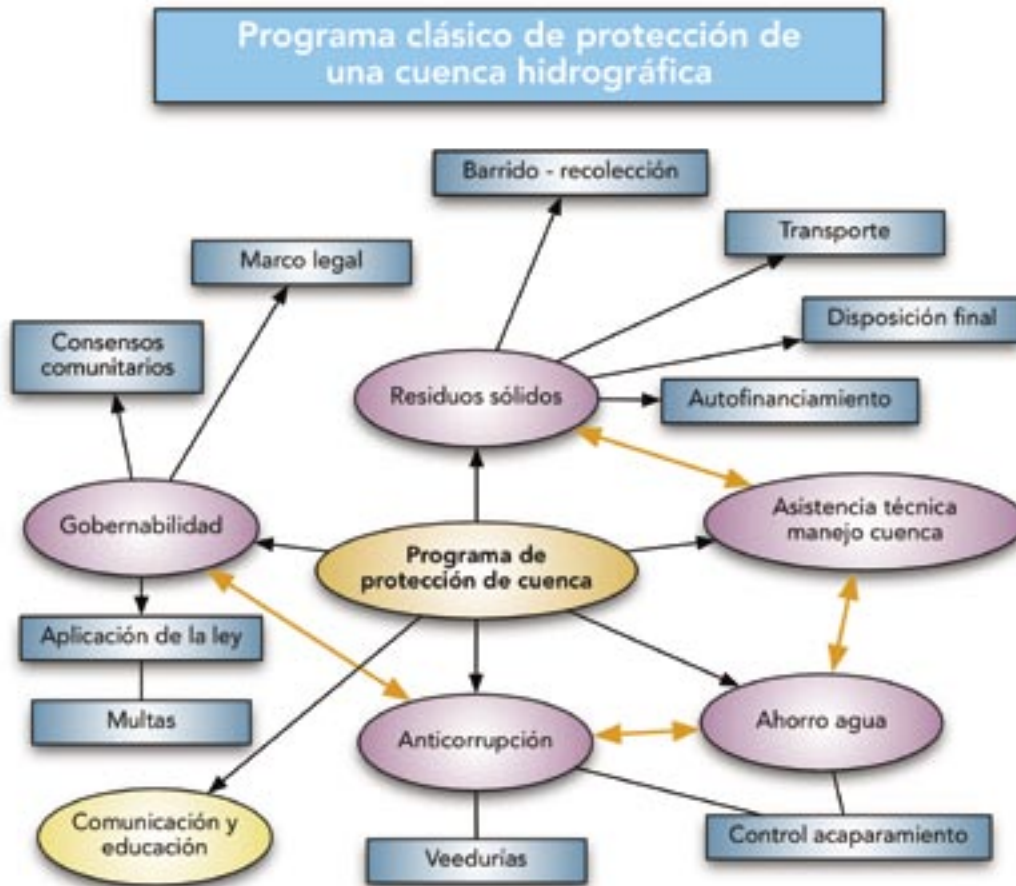 Programa clásico de protección de
una cuenca hidrográfica
Barrido - recolección
Transporte
Marco legal
Disposición final
Consensos
comunitarios
Residuos sólidos
Autofinanciamiento
Gobernabilidad
Asistencia técnica
manejo cuenca
Programa de
protección de cuenca
Aplicación de la ley
Multas
Anticorrupción
Ahorro agua
Comunicación y
educación
Veedurías
Control acaparamiento